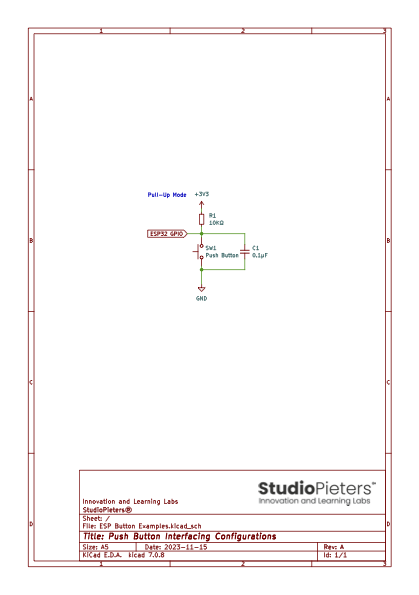 1 2 3
A A
Pull-Up Mode +3V3
R1
10KΩ
ESP32 GPIO
B B
SW1 C1
Push Button 0.1µF
GND
C C
StudioPieters™
Innovation and Learning Labs
Innovation and Learning Labs
StudioPieters®
Sheet: /
File: ESP Button Examples.kicad_sch
D D
Title: Push Button Interfacing Configurations
Size: A5 Date: 2023-11-15 Rev: A
KiCad E.D.A. kicad 7.0.8 Id: 1/1
1 2 3